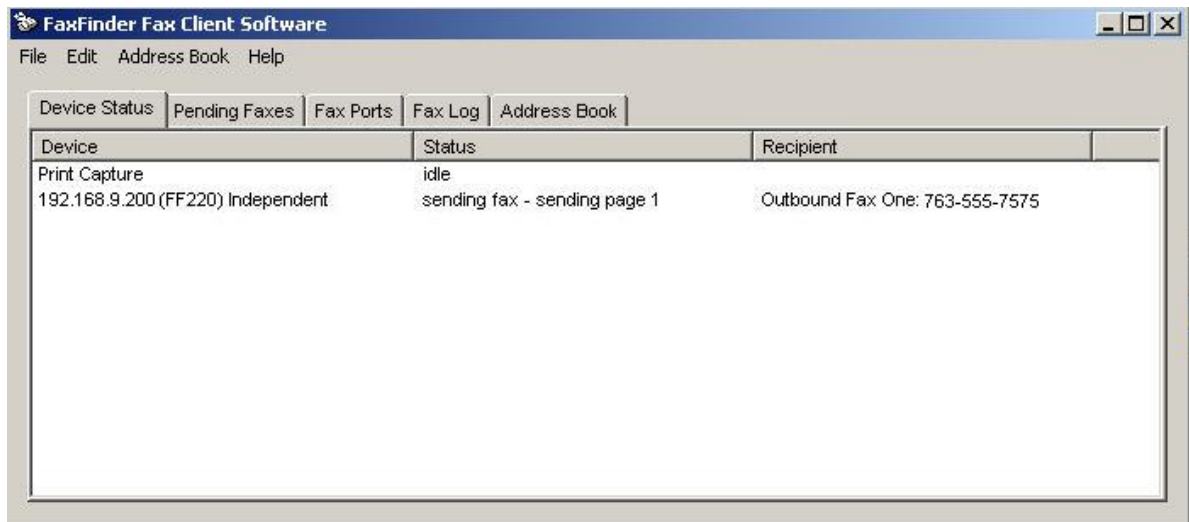 FaxFinder Fax Client Software
File Edit Address Book Help
Device Status Pending Faxes Fax Ports Fax Log Address Book
Device Status Recipient
Print Capture idle
192.168.9.200 (FF220) Independent sending fax - sending page 1 Outbound Fax One: 763-555-7575